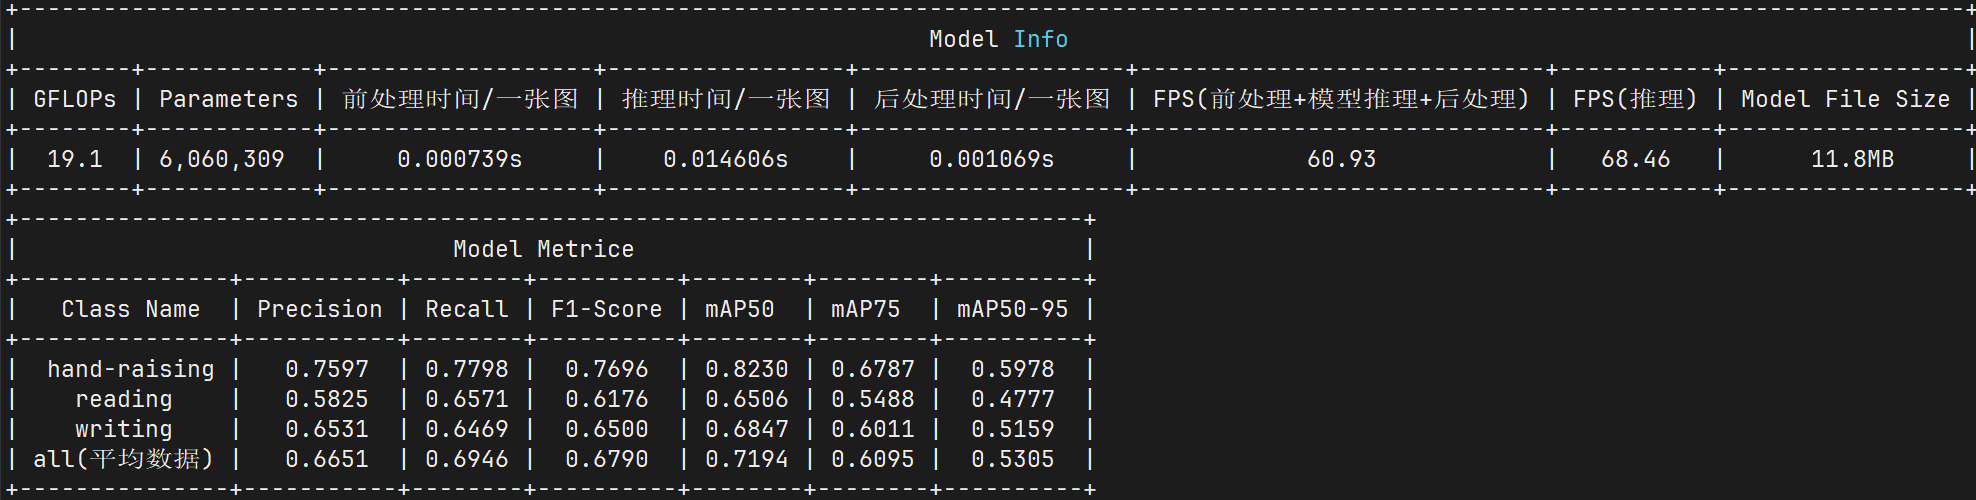 Model Info
GFLOPs | Parameters | 前处理时间/一张图 | 推理时间/一张图 | 后处理时间/一张图 | FPS(前处理+模型推理+后处理) | FPS(推理) | Model File Size
19.1 | 6,060,309 | 0.000739s | 0.014606s | 0.001069s | 60.93 | 68.46 | 11.8MB
Model Metrice
Class Name | Precision | Recall | F1-Score | mAP50 | mAP75 | mAP50-95
hand-raising | 0.7597 | 0.7798 | 0.7696 | 0.8230 | 0.6787 | 0.5978
reading | 0.5825 | 0.6571 | 0.6176 | 0.6506 | 0.5488 | 0.4777
writing | 0.6531 | 0.6469 | 0.6500 | 0.6847 | 0.6011 | 0.5159
all(平均数据) | 0.6651 | 0.6946 | 0.6790 | 0.7194 | 0.6095 | 0.5305